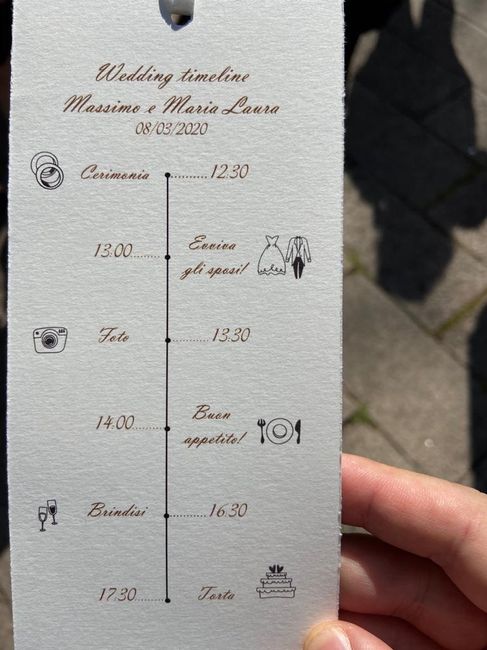 Wedding timeline
Massimo e Maria Laura
08/03/2020
Cerimonia ......... 12:30
13:00 ......... Evviva
gli sposi!
Foto ......... 13:30
14:00 ......... Buon
appetito!
Brindisi ......... 16:30
17:30 ......... Torta